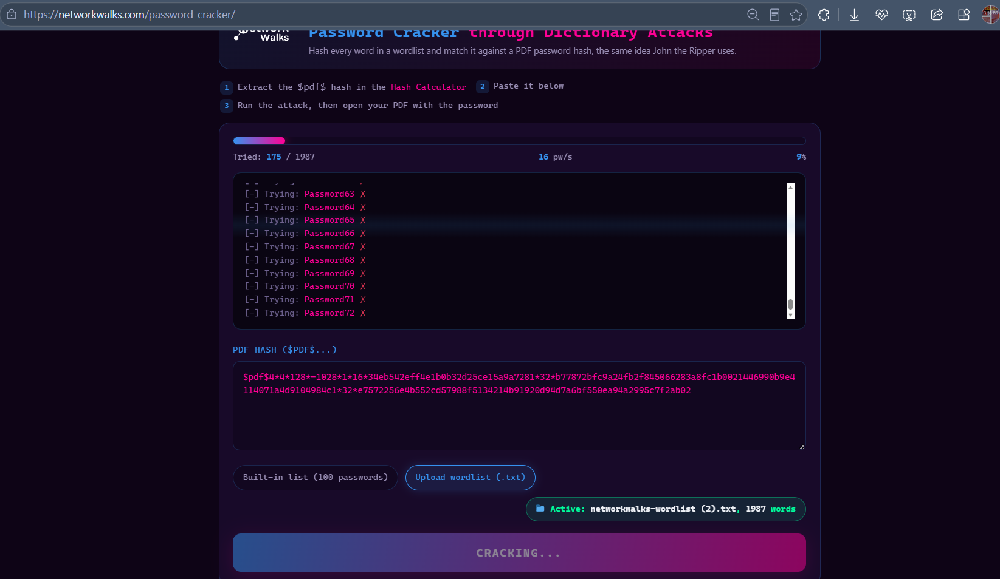 https://networkwalks.com/password-cracker/
Network
Walks
Password Cracker through Dictionary Attacks
Hash every word in a wordlist and match it against a PDF password hash, the same idea John the Ripper uses.
1 Extract the $pdf$ hash in the Hash Calculator 2 Paste it below
3 Run the attack, then open your PDF with the password
Tried: 175 / 1987 16 pw/s 9%
[-] Trying: Password63 ✗
[-] Trying: Password64 ✗
[-] Trying: Password65 ✗
[-] Trying: Password66 ✗
[-] Trying: Password67 ✗
[-] Trying: Password68 ✗
[-] Trying: Password69 ✗
[-] Trying: Password70 ✗
[-] Trying: Password71 ✗
[-] Trying: Password72 ✗
PDF HASH ($PDF$...)
$pdf$4*4*128*-1028*1*16*34eb542eff4e1b0b32d25ce15a9a7281*32*b77872bfc9a24fb2f845066283a8fc1b0021446990b9e4
114071a4d9104984c1*32*e7572256e4b552cd57988f5134214b91920d94d7a6bf550ea94a2995c7f2ab02
Built-in list (100 passwords) Upload wordlist (.txt)
Active: networkwalks-wordlist (2).txt, 1987 words
CRACKING...